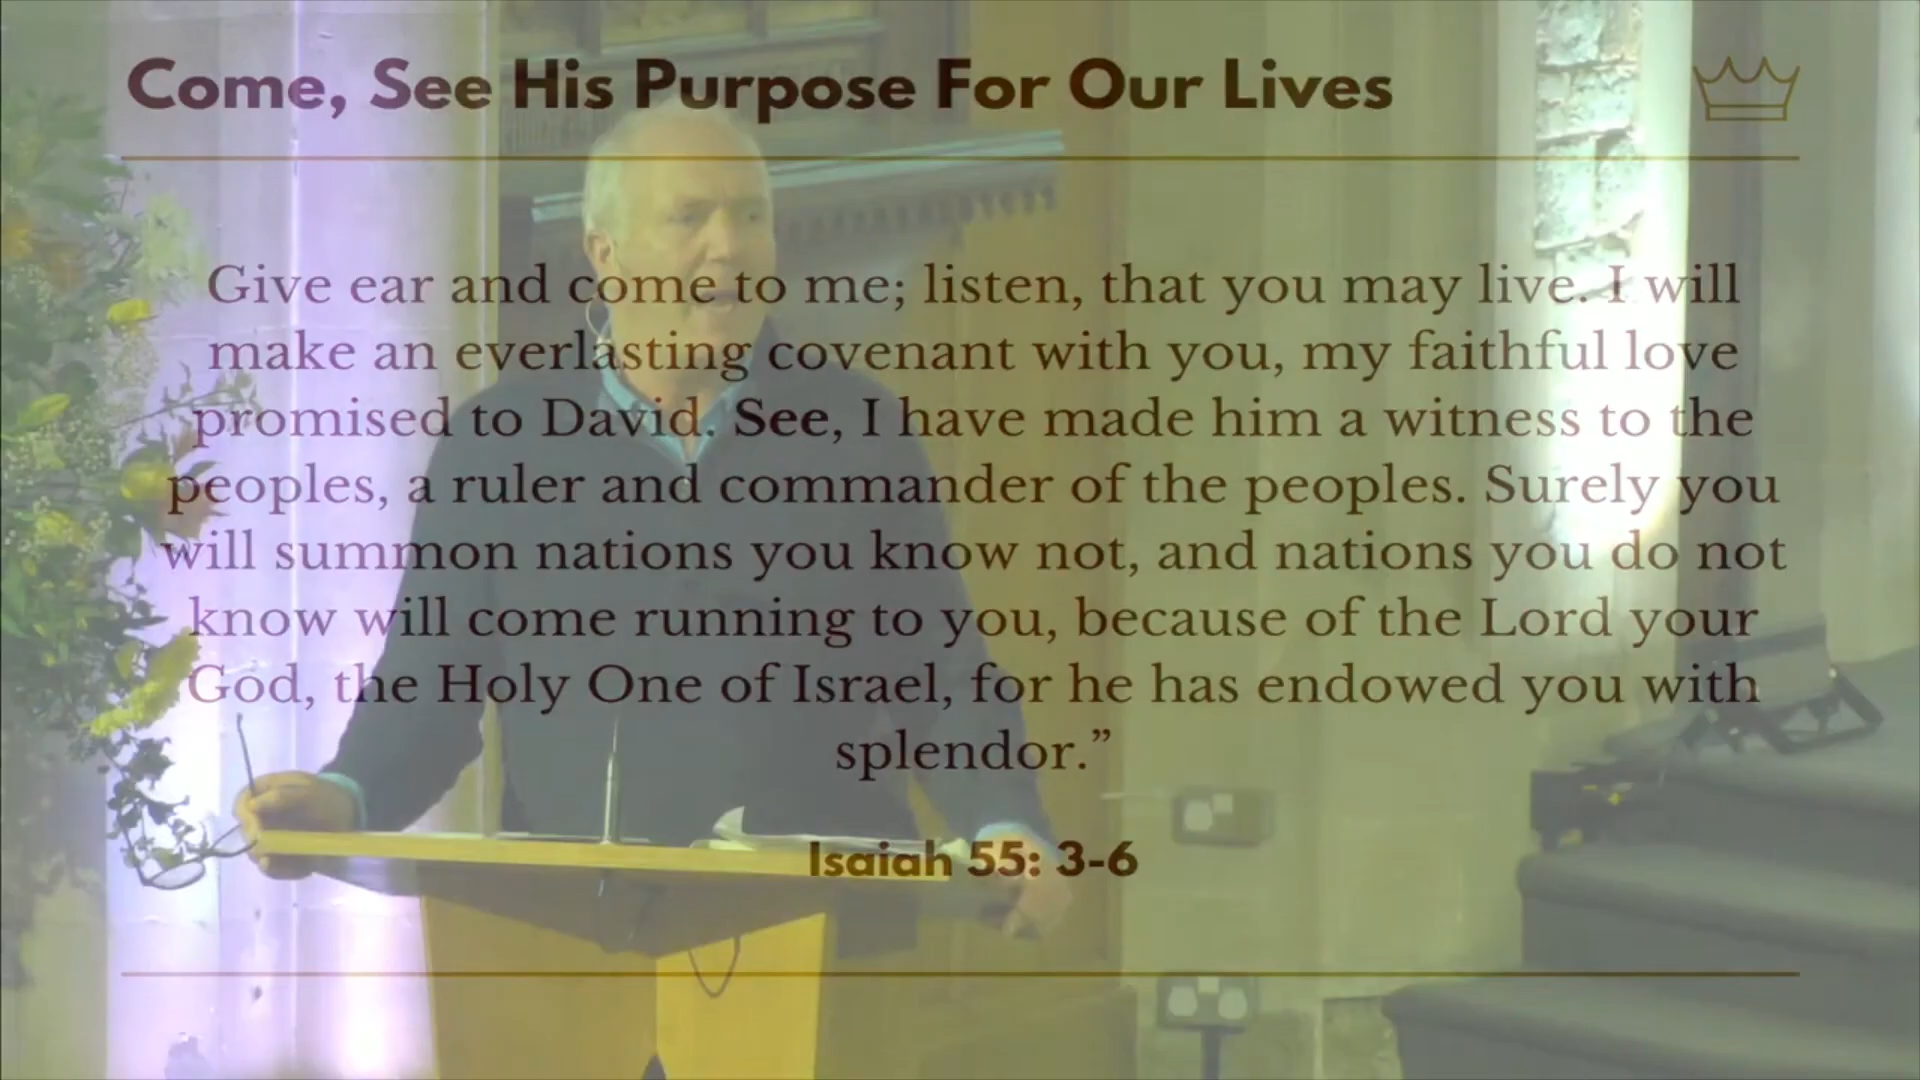 Come, See His Purpose For Our Lives
Give ear and come to me; listen, that you may live. I will
make an everlasting covenant with you, my faithful love
promised to David. See, I have made him a witness to the
peoples, a ruler and commander of the peoples. Surely you
will summon nations you know not, and nations you do not
know will come running to you, because of the Lord your
God, the Holy One of Israel, for he has endowed you with
splendor.”
Isaiah 55: 3-6